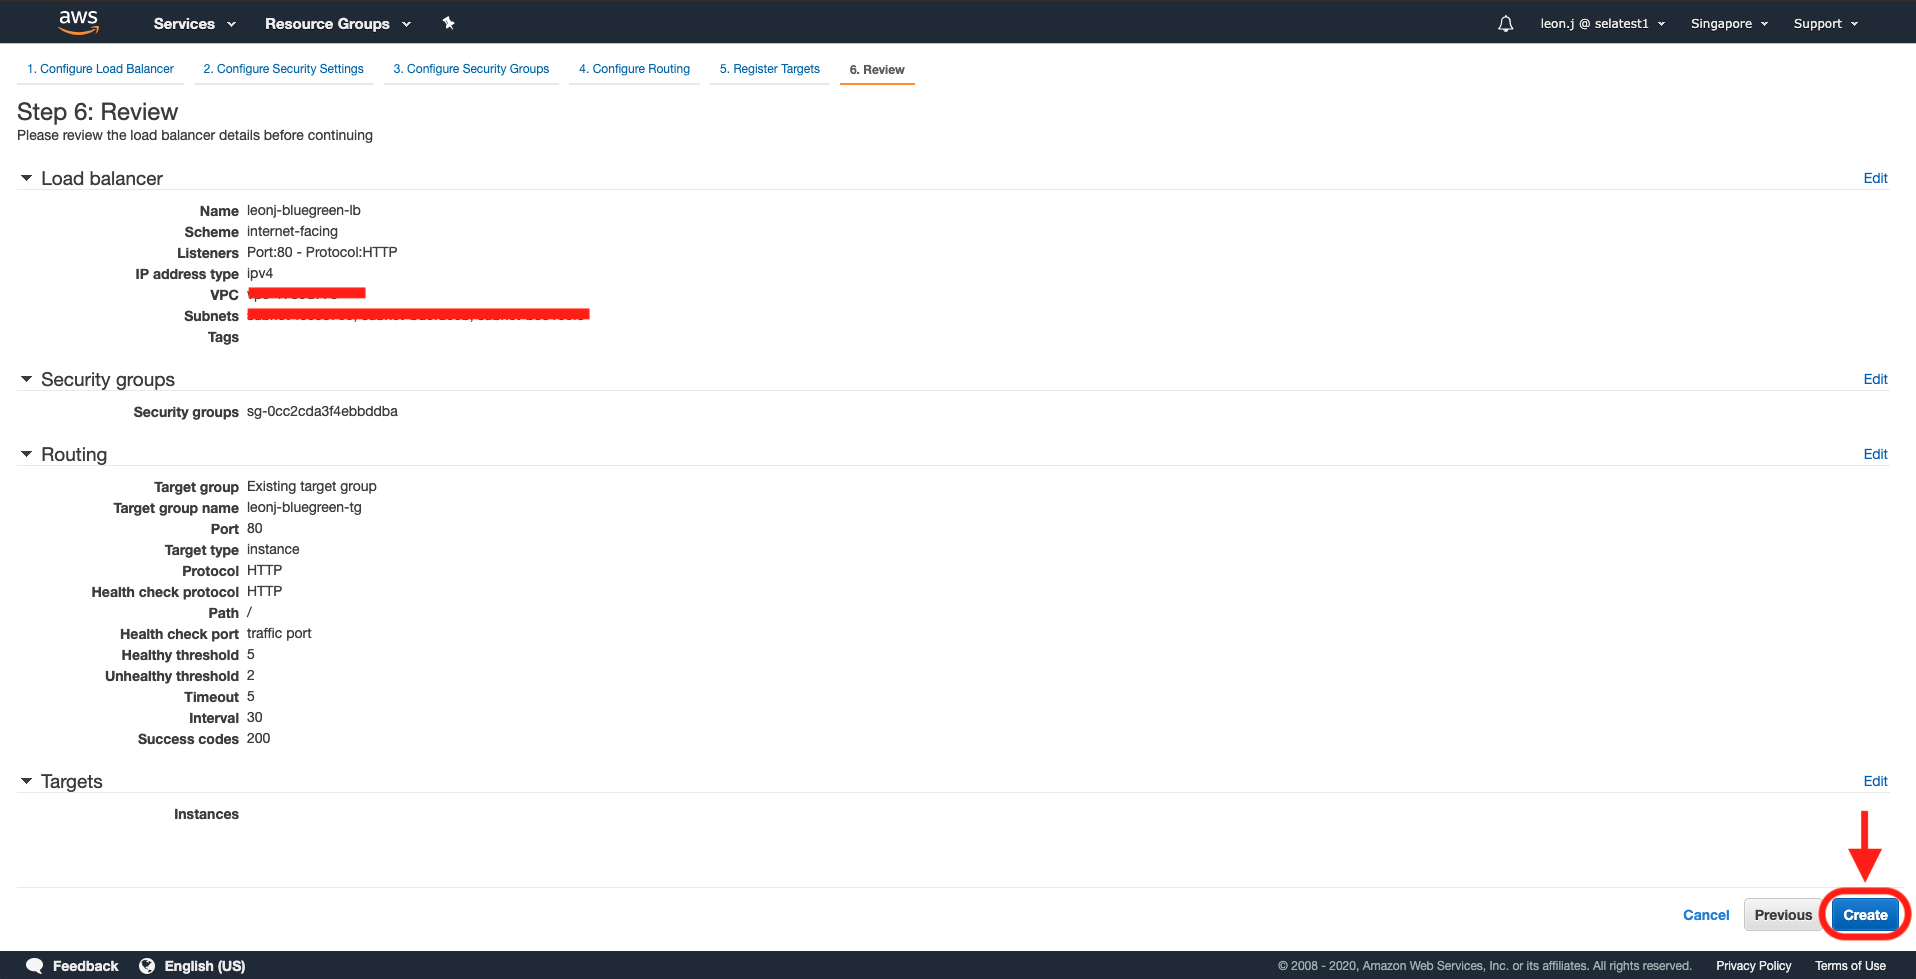 aws Services Resource Groups leon.j @ selatest1 Singapore Support
1. Configure Load Balancer 2. Configure Security Settings 3. Configure Security Groups 4. Configure Routing 5. Register Targets 6. Review
Step 6: Review
Please review the load balancer details before continuing
Load balancer Edit
Name leonj-bluegreen-lb
Scheme internet-facing
Listeners Port:80 - Protocol:HTTP
IP address type ipv4
VPC
Subnets
Tags
Security groups Edit
Security groups sg-0cc2cda3f4ebbddba
Routing Edit
Target group Existing target group
Target group name leonj-bluegreen-tg
Port 80
Target type instance
Protocol HTTP
Health check protocol HTTP
Path /
Health check port traffic port
Healthy threshold 5
Unhealthy threshold 2
Timeout 5
Interval 30
Success codes 200
Targets Edit
Instances
Cancel Previous Create
Feedback English (US) © 2008 - 2020, Amazon Web Services, Inc. or its affiliates. All rights reserved. Privacy Policy Terms of Use